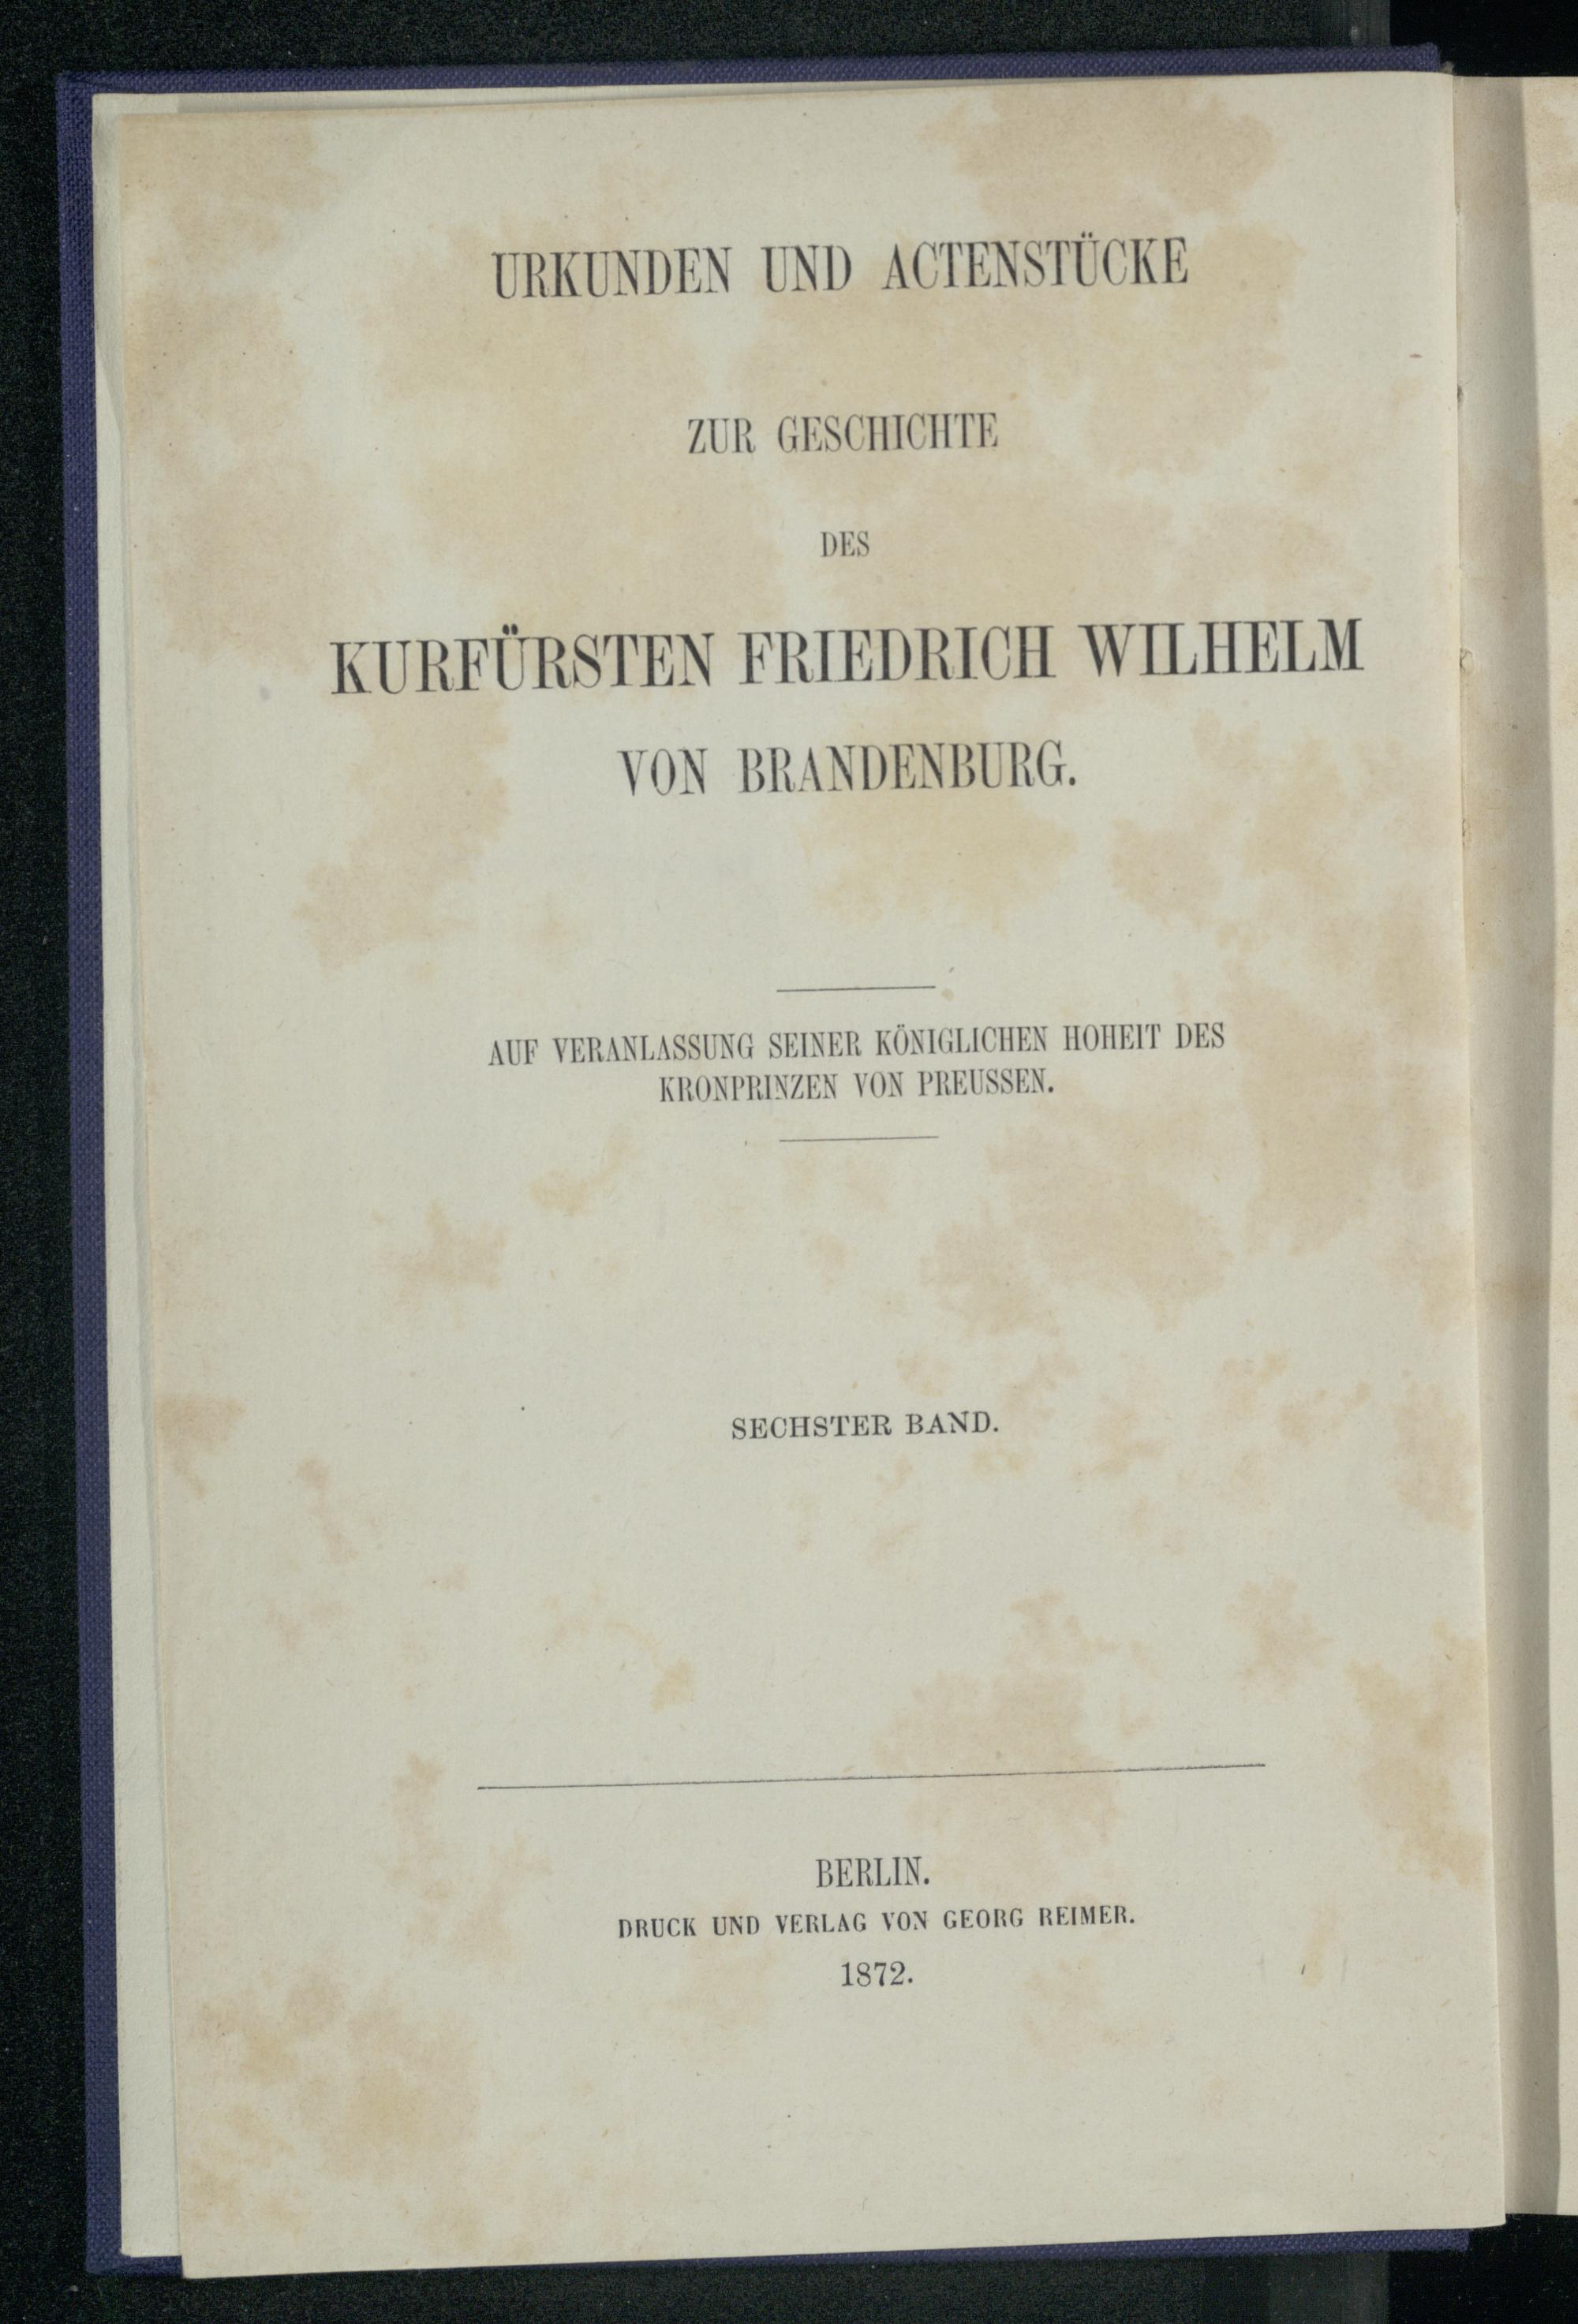 URKUNDEN UND ACTENSTÜCKE
ZUR GESCHICHTE
DES
KURFÜRSTEN FRIEDRICH WILHELM
VON BRANDENBURG.
AUF VERANLASSUNG SEINER KÖNIGLICHEN HOHEIT DES
KRONPRINZEN VON PREUSSEN.
SECHSTER BAND.
BERLIN.
DRUCK UND VERLAG VON GEORG REIMER.
1872.